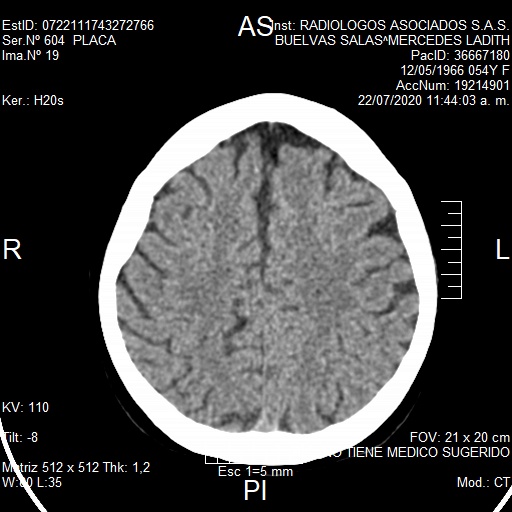 EstID: 0722111743272766
Ser.Nº 604 PLACA
Ima.Nº 19
Ker.: H20s
AS
Inst: RADIOLOGOS ASOCIADOS S.A.S.
BUELVAS SALAS^MERCEDES LADITH
PacID: 36667180
12/05/1966 054Y F
AccNum: 19214901
22/07/2020 11:44:03 a. m.
R
L
KV: 110
Tilt: -8
Matriz 512 x 512 Thk: 1,2
W:80 L:35
FOV: 21 x 20 cm
TIENE MEDICO SUGERIDO
Esc 1=5 mm
Mod.: CT
PI